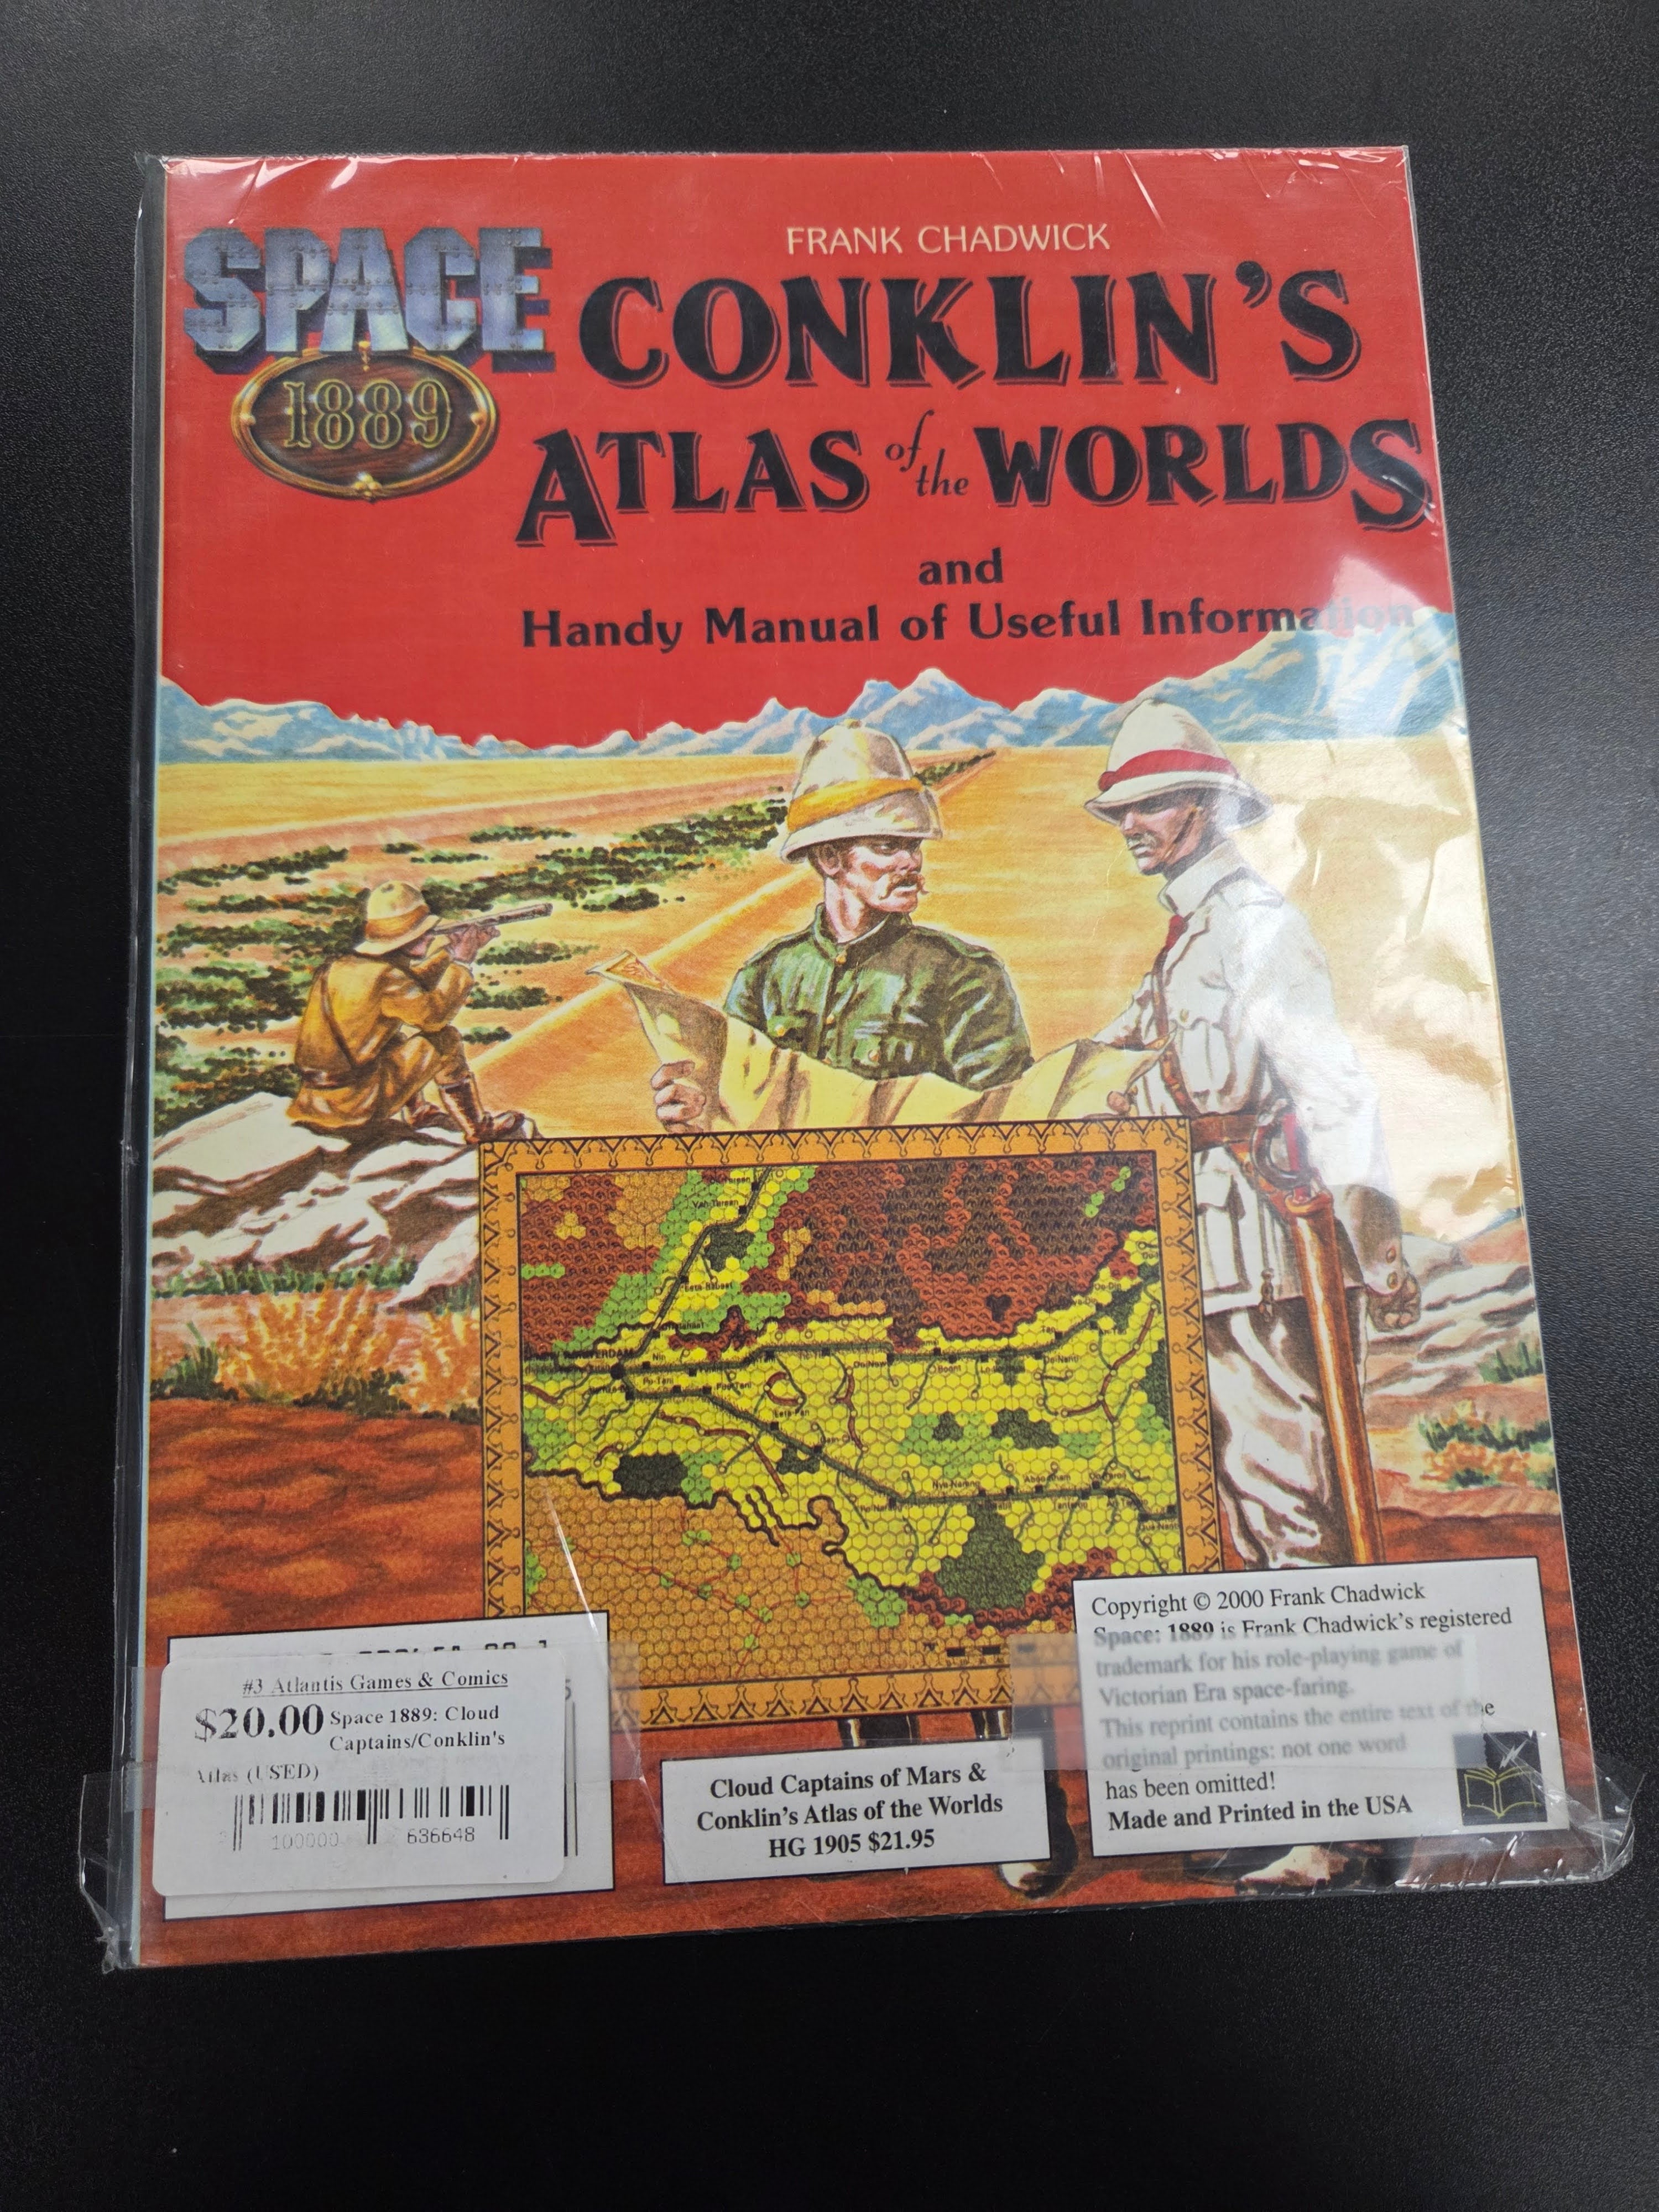 FRANK CHADWICK
SPACE
1889
CONKLIN'S
ATLAS of the WORLDS
and
Handy Manual of Useful Information
Copyright © 2000 Frank Chadwick
Space: 1889 is Frank Chadwick's registered
trademark for his role-playing game of
Victorian Era space-faring.
This reprint contains the entire text of the
original printings: not one word
has been omitted!
Made and Printed in the USA
#3 Atlantis Games & Comics
$20.00 Space 1889: Cloud
Captains/Conklin's
Atlas (USED)
100000 636648
Cloud Captains of Mars &
Conklin's Atlas of the Worlds
HG 1905 $21.95